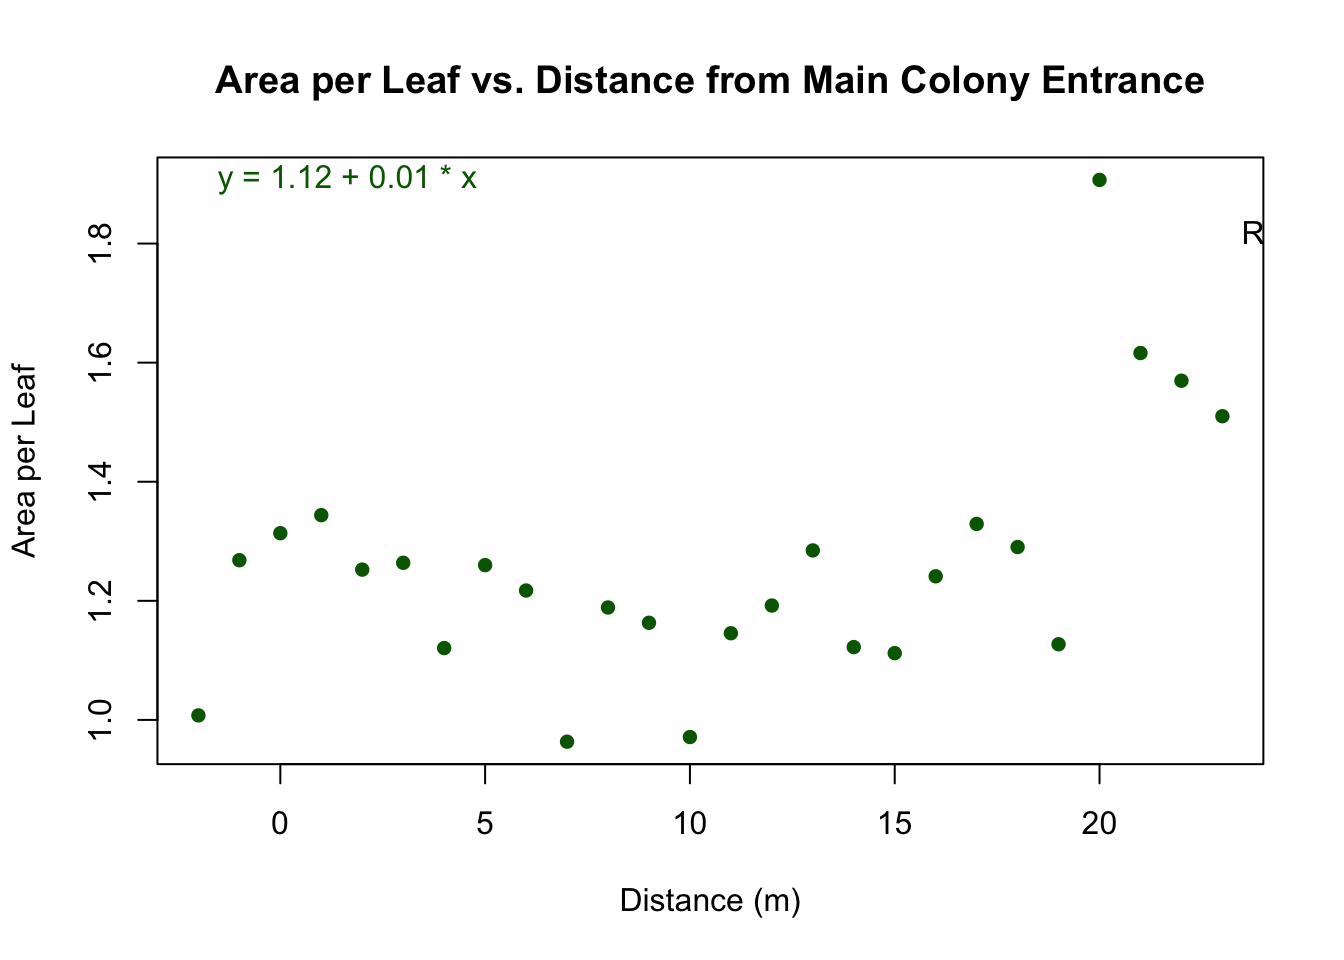 Area per Leaf vs. Distance from Main Colony Entrance
y = 1.12 + 0.01 * x
R
Area per Leaf
1.8
1.6
1.4
1.2
1.0
0 5 10 15 20
Distance (m)